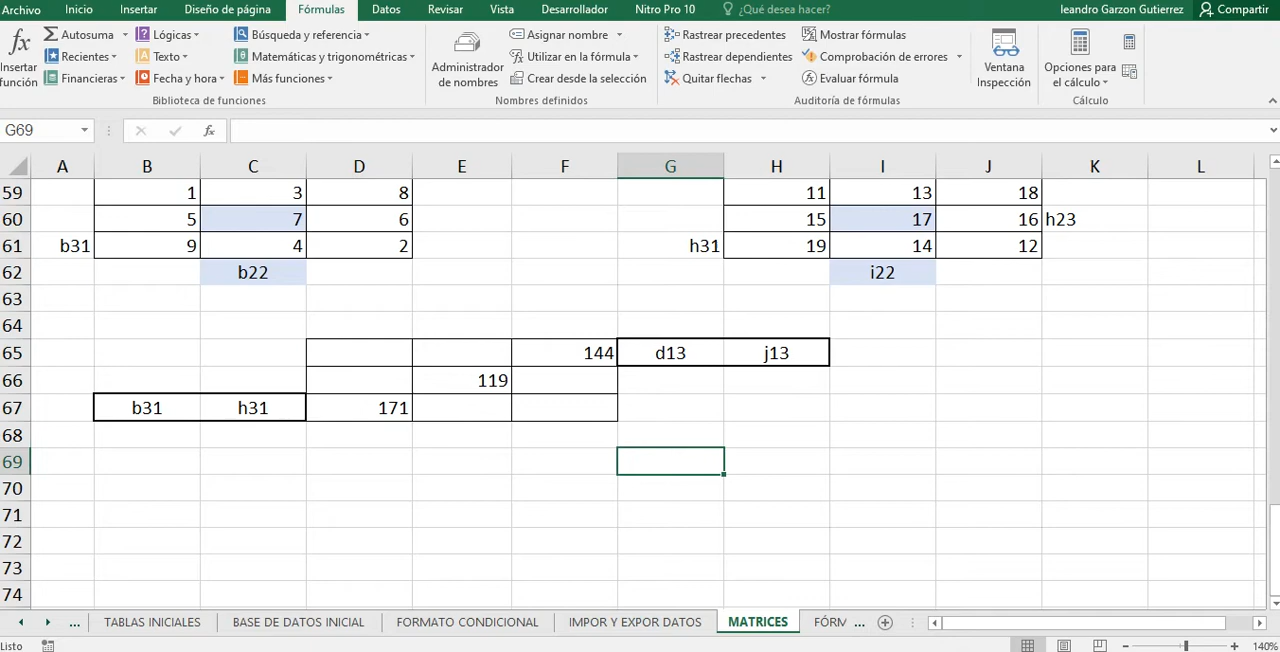 Archivo Inicio Insertar Diseño de página Fórmulas Datos Revisar Vista Desarrollador Nitro Pro 10 ¿Qué desea hacer? leandro Garzon Gutierrez Compartir
fx Insertar función
Autosuma Lógicas Búsqueda y referencia
Recientes Texto Matemáticas y trigonométricas
Financieras Fecha y hora Más funciones
Biblioteca de funciones
Administrador de nombres
Asignar nombre
Utilizar en la fórmula
Crear desde la selección
Nombres definidos
Rastrear precedentes Mostrar fórmulas
Rastrear dependientes Comprobación de errores
Quitar flechas Evaluar fórmula
Auditoría de fórmulas
Ventana Inspección
Opciones para el cálculo
Cálculo
G69 fx
A B C D E F G H I J K L
59 1 3 8 11 13 18
60 5 7 6 15 17 16 h23
61 b31 9 4 2 h31 19 14 12
62 b22 i22
63
64
65 144 d13 j13
66 119
67 b31 h31 171
68
69
70
71
72
73
74
... TABLAS INICIALES BASE DE DATOS INICIAL FORMATO CONDICIONAL IMPOR Y EXPOR DATOS MATRICES FÓRM ...
Listo 140%